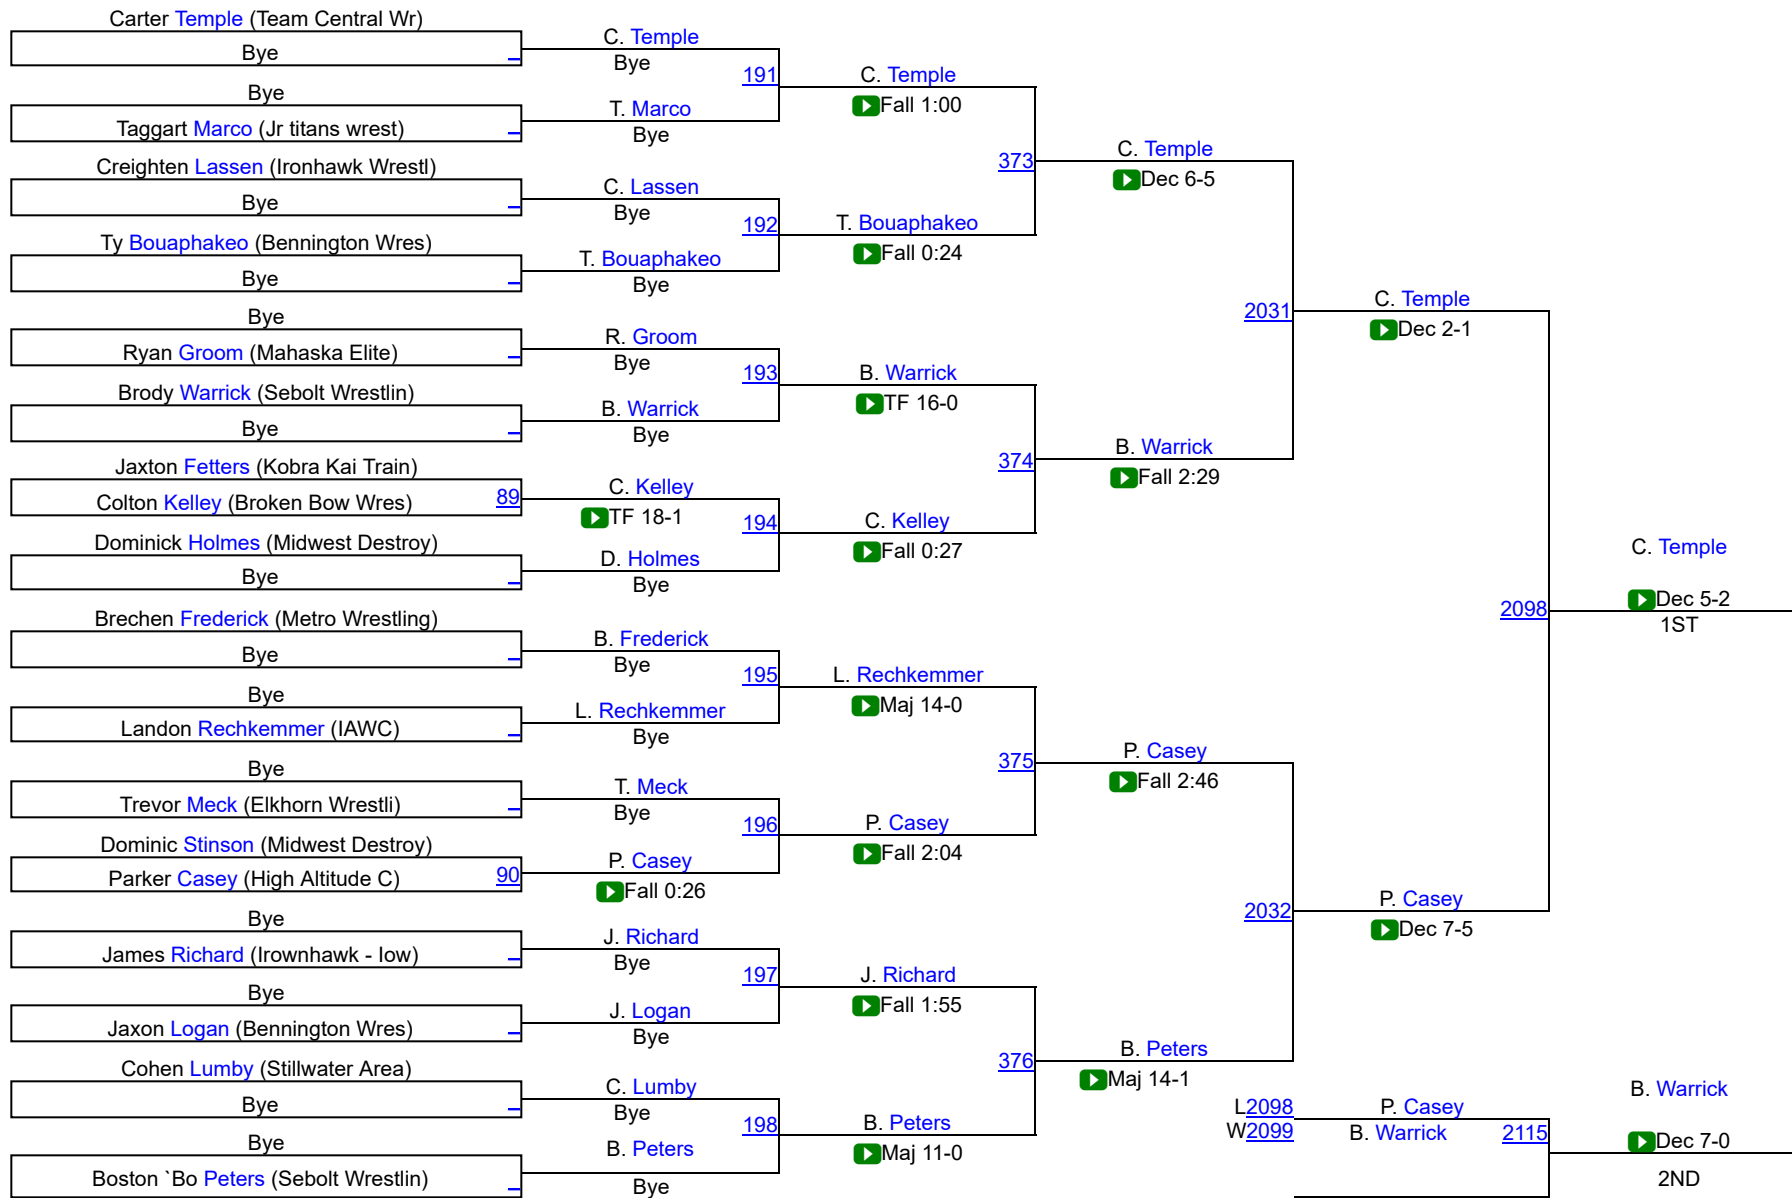 Carter Temple (Team Central Wr)
Bye
Bye
Taggart Marco (Jr titans wrest)
Creighten Lassen (Ironhawk Wrestl)
Bye
Ty Bouaphakeo (Bennington Wres)
Bye
Bye
Ryan Groom (Mahaska Elite)
Brody Warrick (Sebolt Wrestlin)
Bye
Jaxton Fetters (Kobra Kai Train)
Colton Kelley (Broken Bow Wres) 89
Dominick Holmes (Midwest Destroy)
Bye
Brechen Frederick (Metro Wrestling)
Bye
Bye
Landon Rechkemmer (IAWC)
Bye
Trevor Meck (Elkhorn Wrestli)
Dominic Stinson (Midwest Destroy)
Parker Casey (High Altitude C) 90
Bye
James Richard (Irownhawk - Iow)
Bye
Jaxon Logan (Bennington Wres)
Cohen Lumby (Stillwater Area)
Bye
Bye
Boston `Bo Peters (Sebolt Wrestlin)
C. Temple
Bye
191
T. Marco
Bye
C. Lassen
Bye
192
T. Bouaphakeo
Bye
R. Groom
Bye
193
B. Warrick
Bye
C. Kelley
TF 18-1
194
D. Holmes
Bye
B. Frederick
Bye
195
L. Rechkemmer
Bye
T. Meck
Bye
196
P. Casey
Fall 0:26
J. Richard
Bye
197
J. Logan
Bye
C. Lumby
Bye
198
B. Peters
Bye
C. Temple
Fall 1:00
373
T. Bouaphakeo
Fall 0:24
B. Warrick
TF 16-0
374
C. Kelley
Fall 0:27
L. Rechkemmer
Maj 14-0
375
P. Casey
Fall 2:04
J. Richard
Fall 1:55
376
B. Peters
Maj 11-0
C. Temple
Dec 6-5
2031
B. Warrick
Fall 2:29
P. Casey
Fall 2:46
2032
B. Peters
Maj 14-1
C. Temple
Dec 2-1
2098
P. Casey
Dec 7-5
C. Temple
Dec 5-2
1ST
L2098 P. Casey
W2099 B. Warrick 2115
B. Warrick
Dec 7-0
2ND